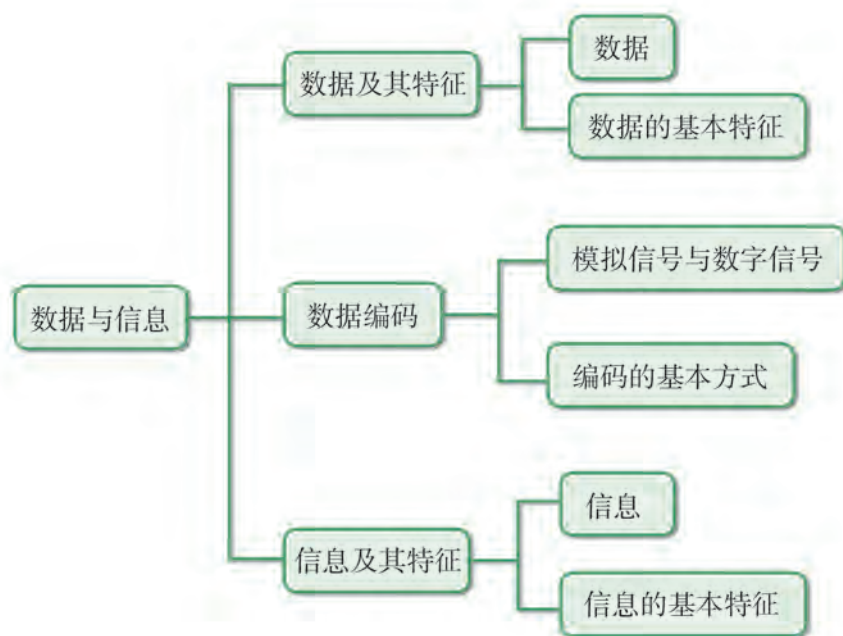 数据与信息
数据及其特征
数据
数据的基本特征
数据编码
模拟信号与数字信号
编码的基本方式
信息及其特征
信息
信息的基本特征